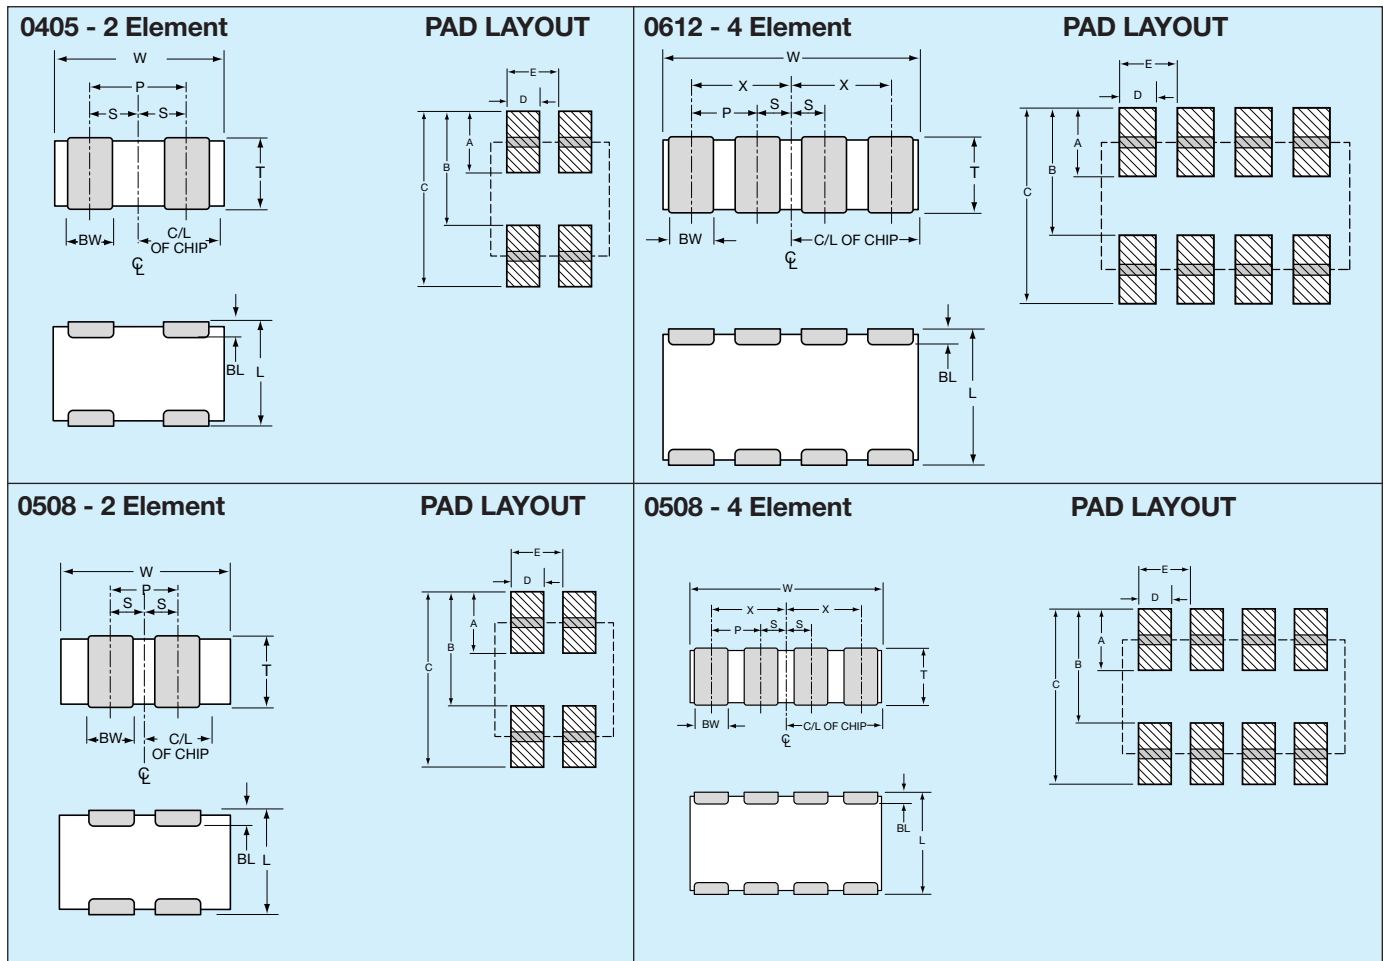 0405 - 2 Element
PAD LAYOUT
W
P
S
S
T
BW
C/L
OF CHIP
℄
BL
L
E
D
A
B
C
0612 - 4 Element
PAD LAYOUT
W
X
X
P
S
S
T
BW
C/L OF CHIP
℄
BL
L
E
D
A
B
C
0508 - 2 Element
PAD LAYOUT
W
P
S
S
T
BW
C/L
OF CHIP
℄
BL
L
E
D
A
B
C
0508 - 4 Element
PAD LAYOUT
W
X
X
P
S
S
T
BW
C/L OF CHIP
℄
BL
L
E
D
A
B
C